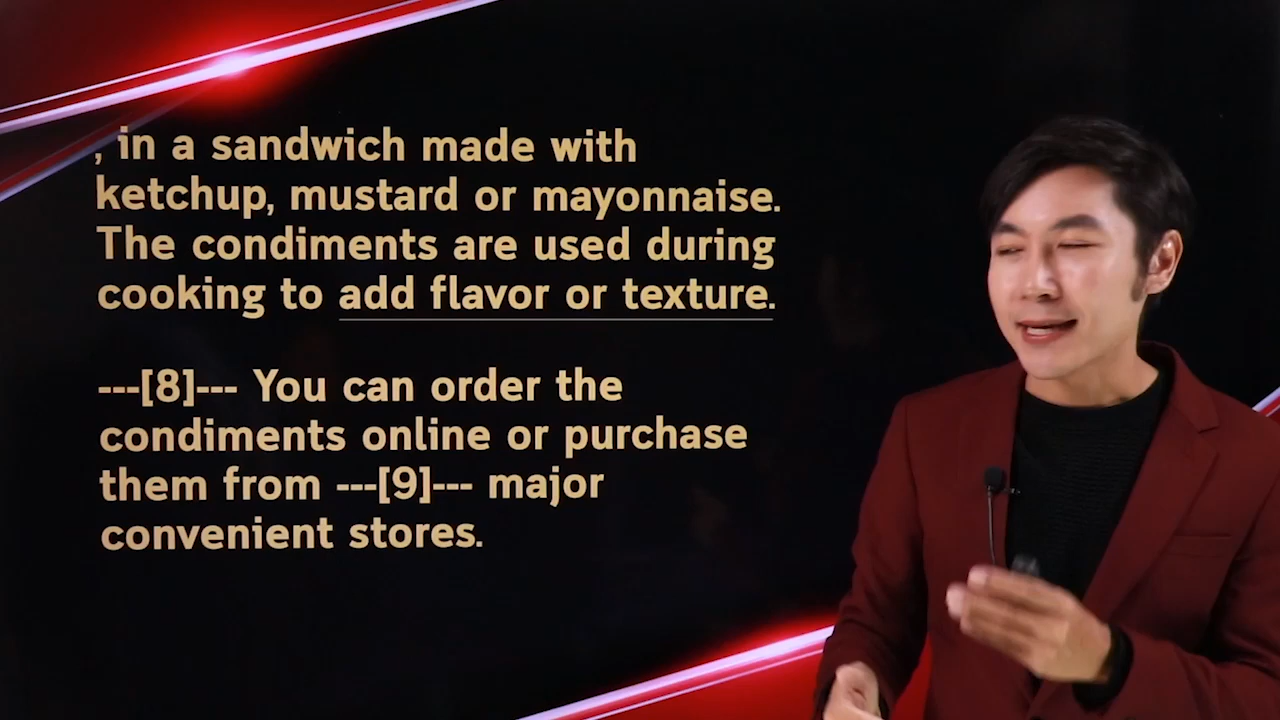 , in a sandwich made with
ketchup, mustard or mayonnaise.
The condiments are used during
cooking to add flavor or texture.
---[8]--- You can order the
condiments online or purchase
them from ---[9]--- major
convenient stores.